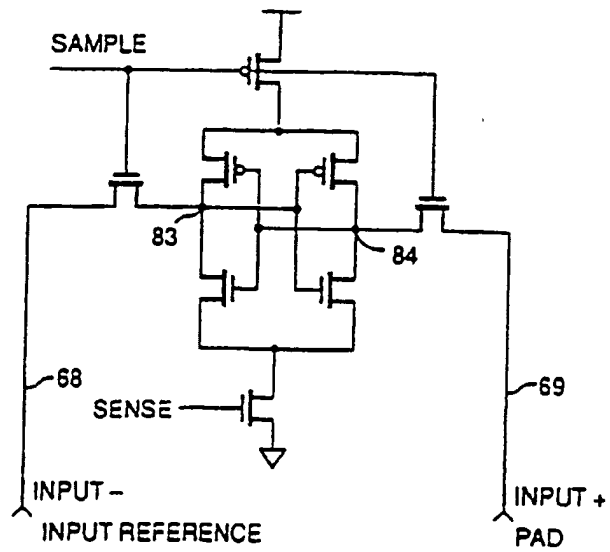 SAMPLE
83
84
68
69
SENSE
INPUT –
INPUT REFERENCE
INPUT +
PAD